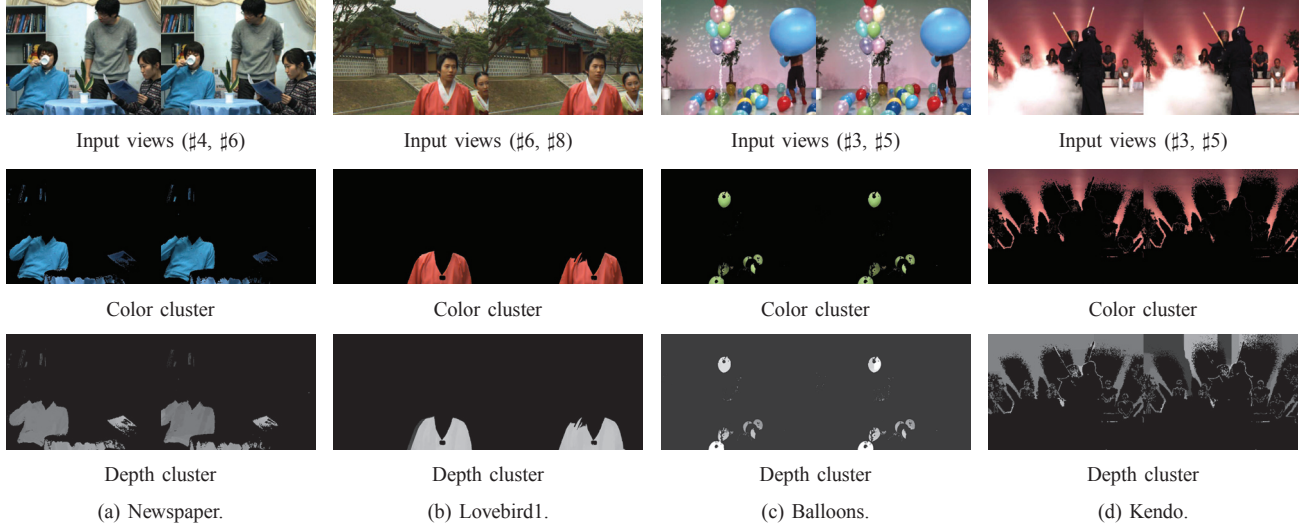 Input views (♯4, ♯6)
Input views (♯6, ♯8)
Input views (♯3, ♯5)
Input views (♯3, ♯5)
Color cluster
Color cluster
Color cluster
Color cluster
Depth cluster
Depth cluster
Depth cluster
Depth cluster
(a) Newspaper.
(b) Lovebird1.
(c) Balloons.
(d) Kendo.